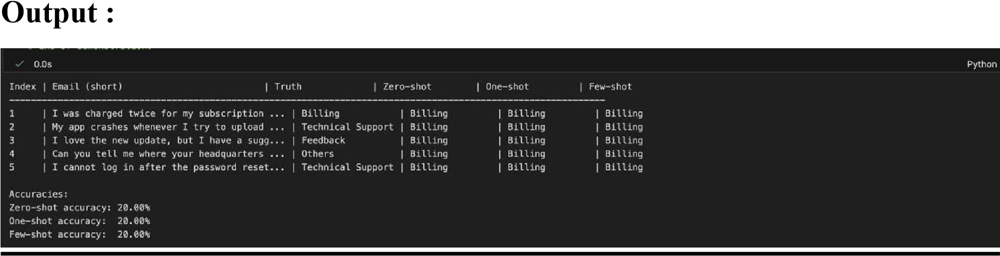 Output :
0.0s
Python
Index | Email (short) | Truth | Zero-shot | One-shot | Few-shot
--------------------------------------------------------------------------------------------------------------
1 | I was charged twice for my subscription ... | Billing | Billing | Billing | Billing
2 | My app crashes whenever I try to upload ... | Technical Support | Billing | Billing | Billing
3 | I love the new update, but I have a sugg... | Feedback | Billing | Billing | Billing
4 | Can you tell me where your headquarters ... | Others | Billing | Billing | Billing
5 | I cannot log in after the password reset... | Technical Support | Billing | Billing | Billing
Accuracies:
Zero-shot accuracy: 20.00%
One-shot accuracy: 20.00%
Few-shot accuracy: 20.00%